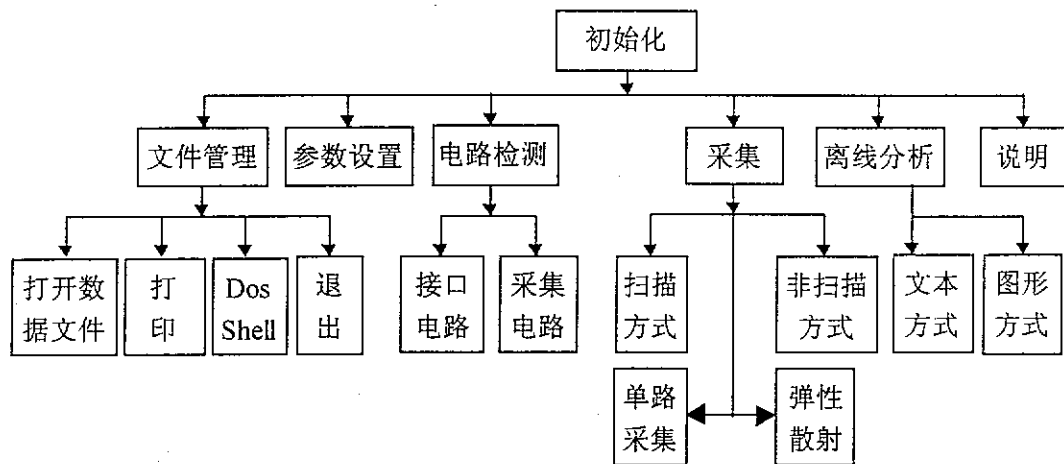 初始化
文件管理
参数设置
电路检测
采集
离线分析
说明
打开数
据文件
打
印
Dos
Shell
退
出
接口
电路
采集
电路
扫描
方式
非扫描
方式
文本
方式
图形
方式
单路
采集
弹性
散射